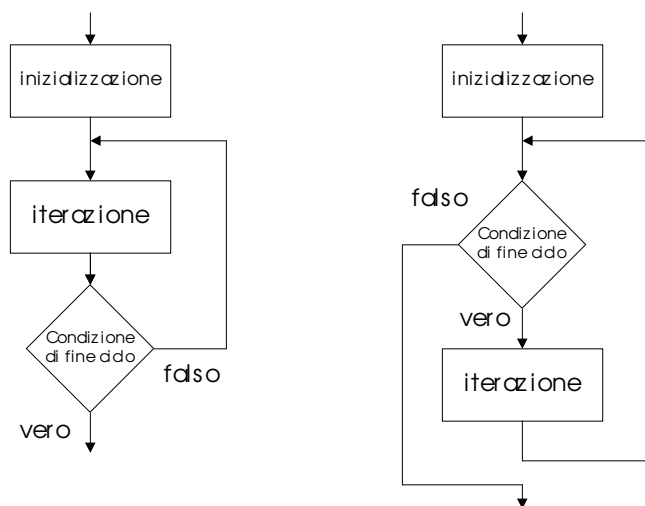 inizializzazione
iterazione
Condizione
di fine ciclo
falso
vero
inizializzazione
falso
Condizione
di fine ciclo
vero
iterazione